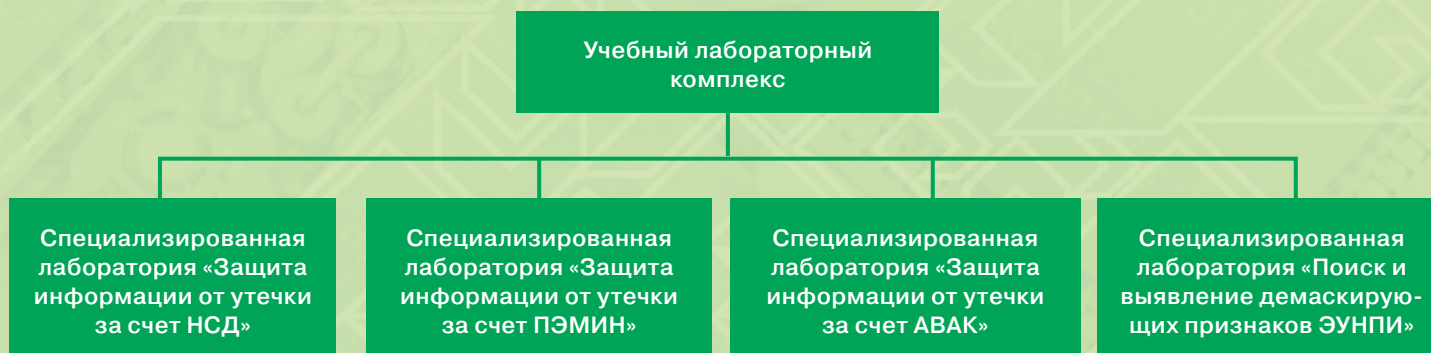 Учебный лабораторный
комплекс
Специализированная
лаборатория «Защита
информации от утечки
за счет НСД»
Специализированная
лаборатория «Защита
информации от утечки
за счет ПЭМИН»
Специализированная
лаборатория «Защита
информации от утечки
за счет АВАК»
Специализированная
лаборатория «Поиск и
выявление демаскирую-
щих признаков ЭУНПИ»